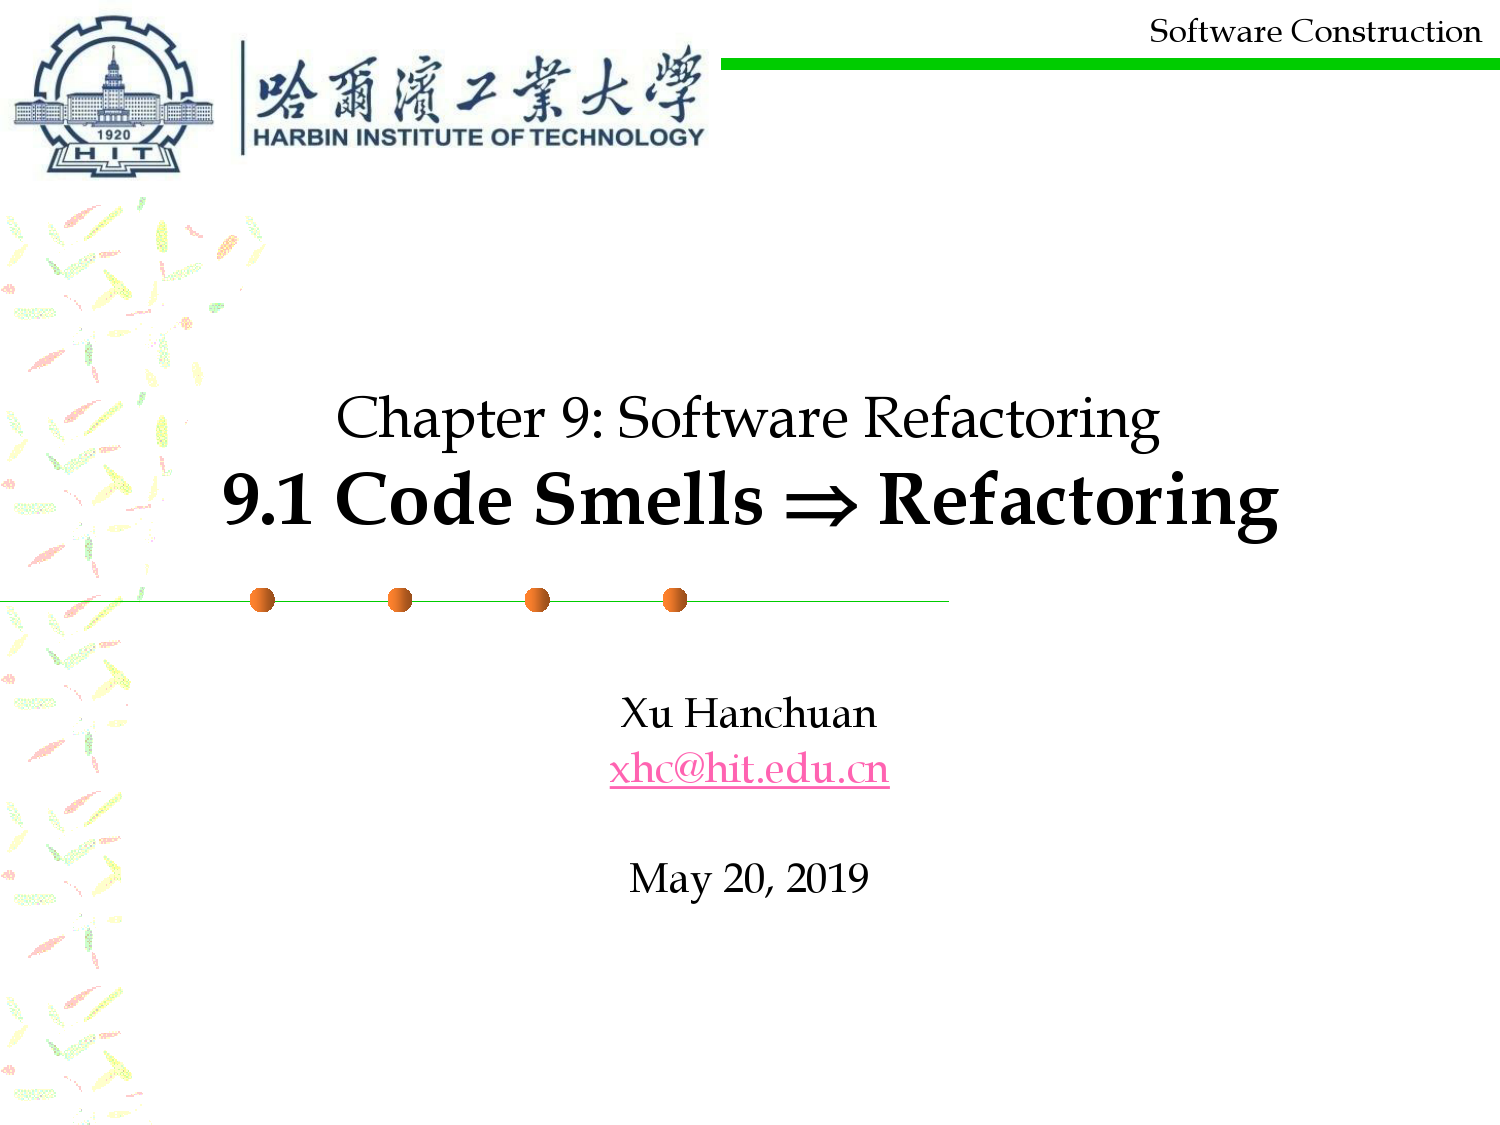 Software Construction
哈爾濱工業大學
HARBIN INSTITUTE OF TECHNOLOGY
1920
HIT
Chapter 9: Software Refactoring
9.1 Code Smells ⇒ Refactoring
Xu Hanchuan
xhc@hit.edu.cn
May 20, 2019